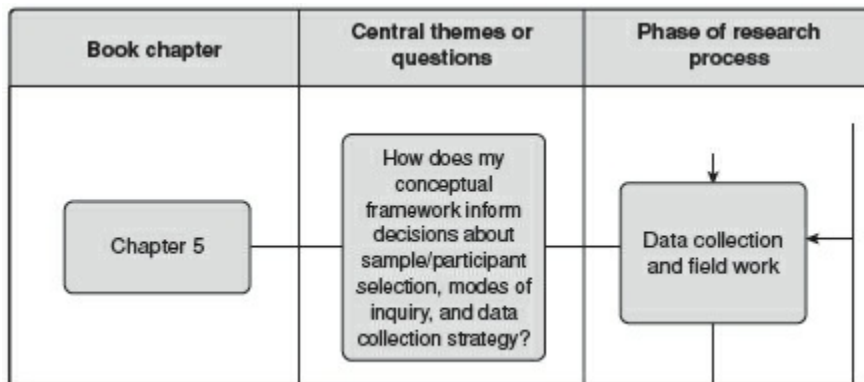 Book chapter
Central themes or
questions
Phase of research
process
Chapter 5
How does my
conceptual
framework inform
decisions about
sample/participant
selection, modes of
inquiry, and data
collection strategy?
Data collection
and field work